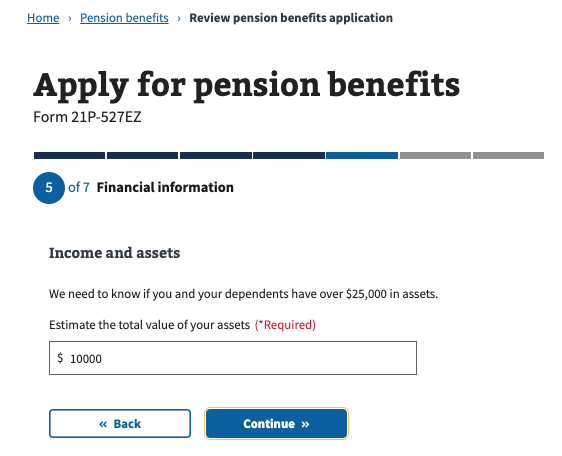 Home › Pension benefits › Review pension benefits application
Apply for pension benefits
Form 21P-527EZ
5 of 7 Financial information
Income and assets
We need to know if you and your dependents have over $25,000 in assets.
Estimate the total value of your assets (*Required)
$ 10000
« Back Continue »